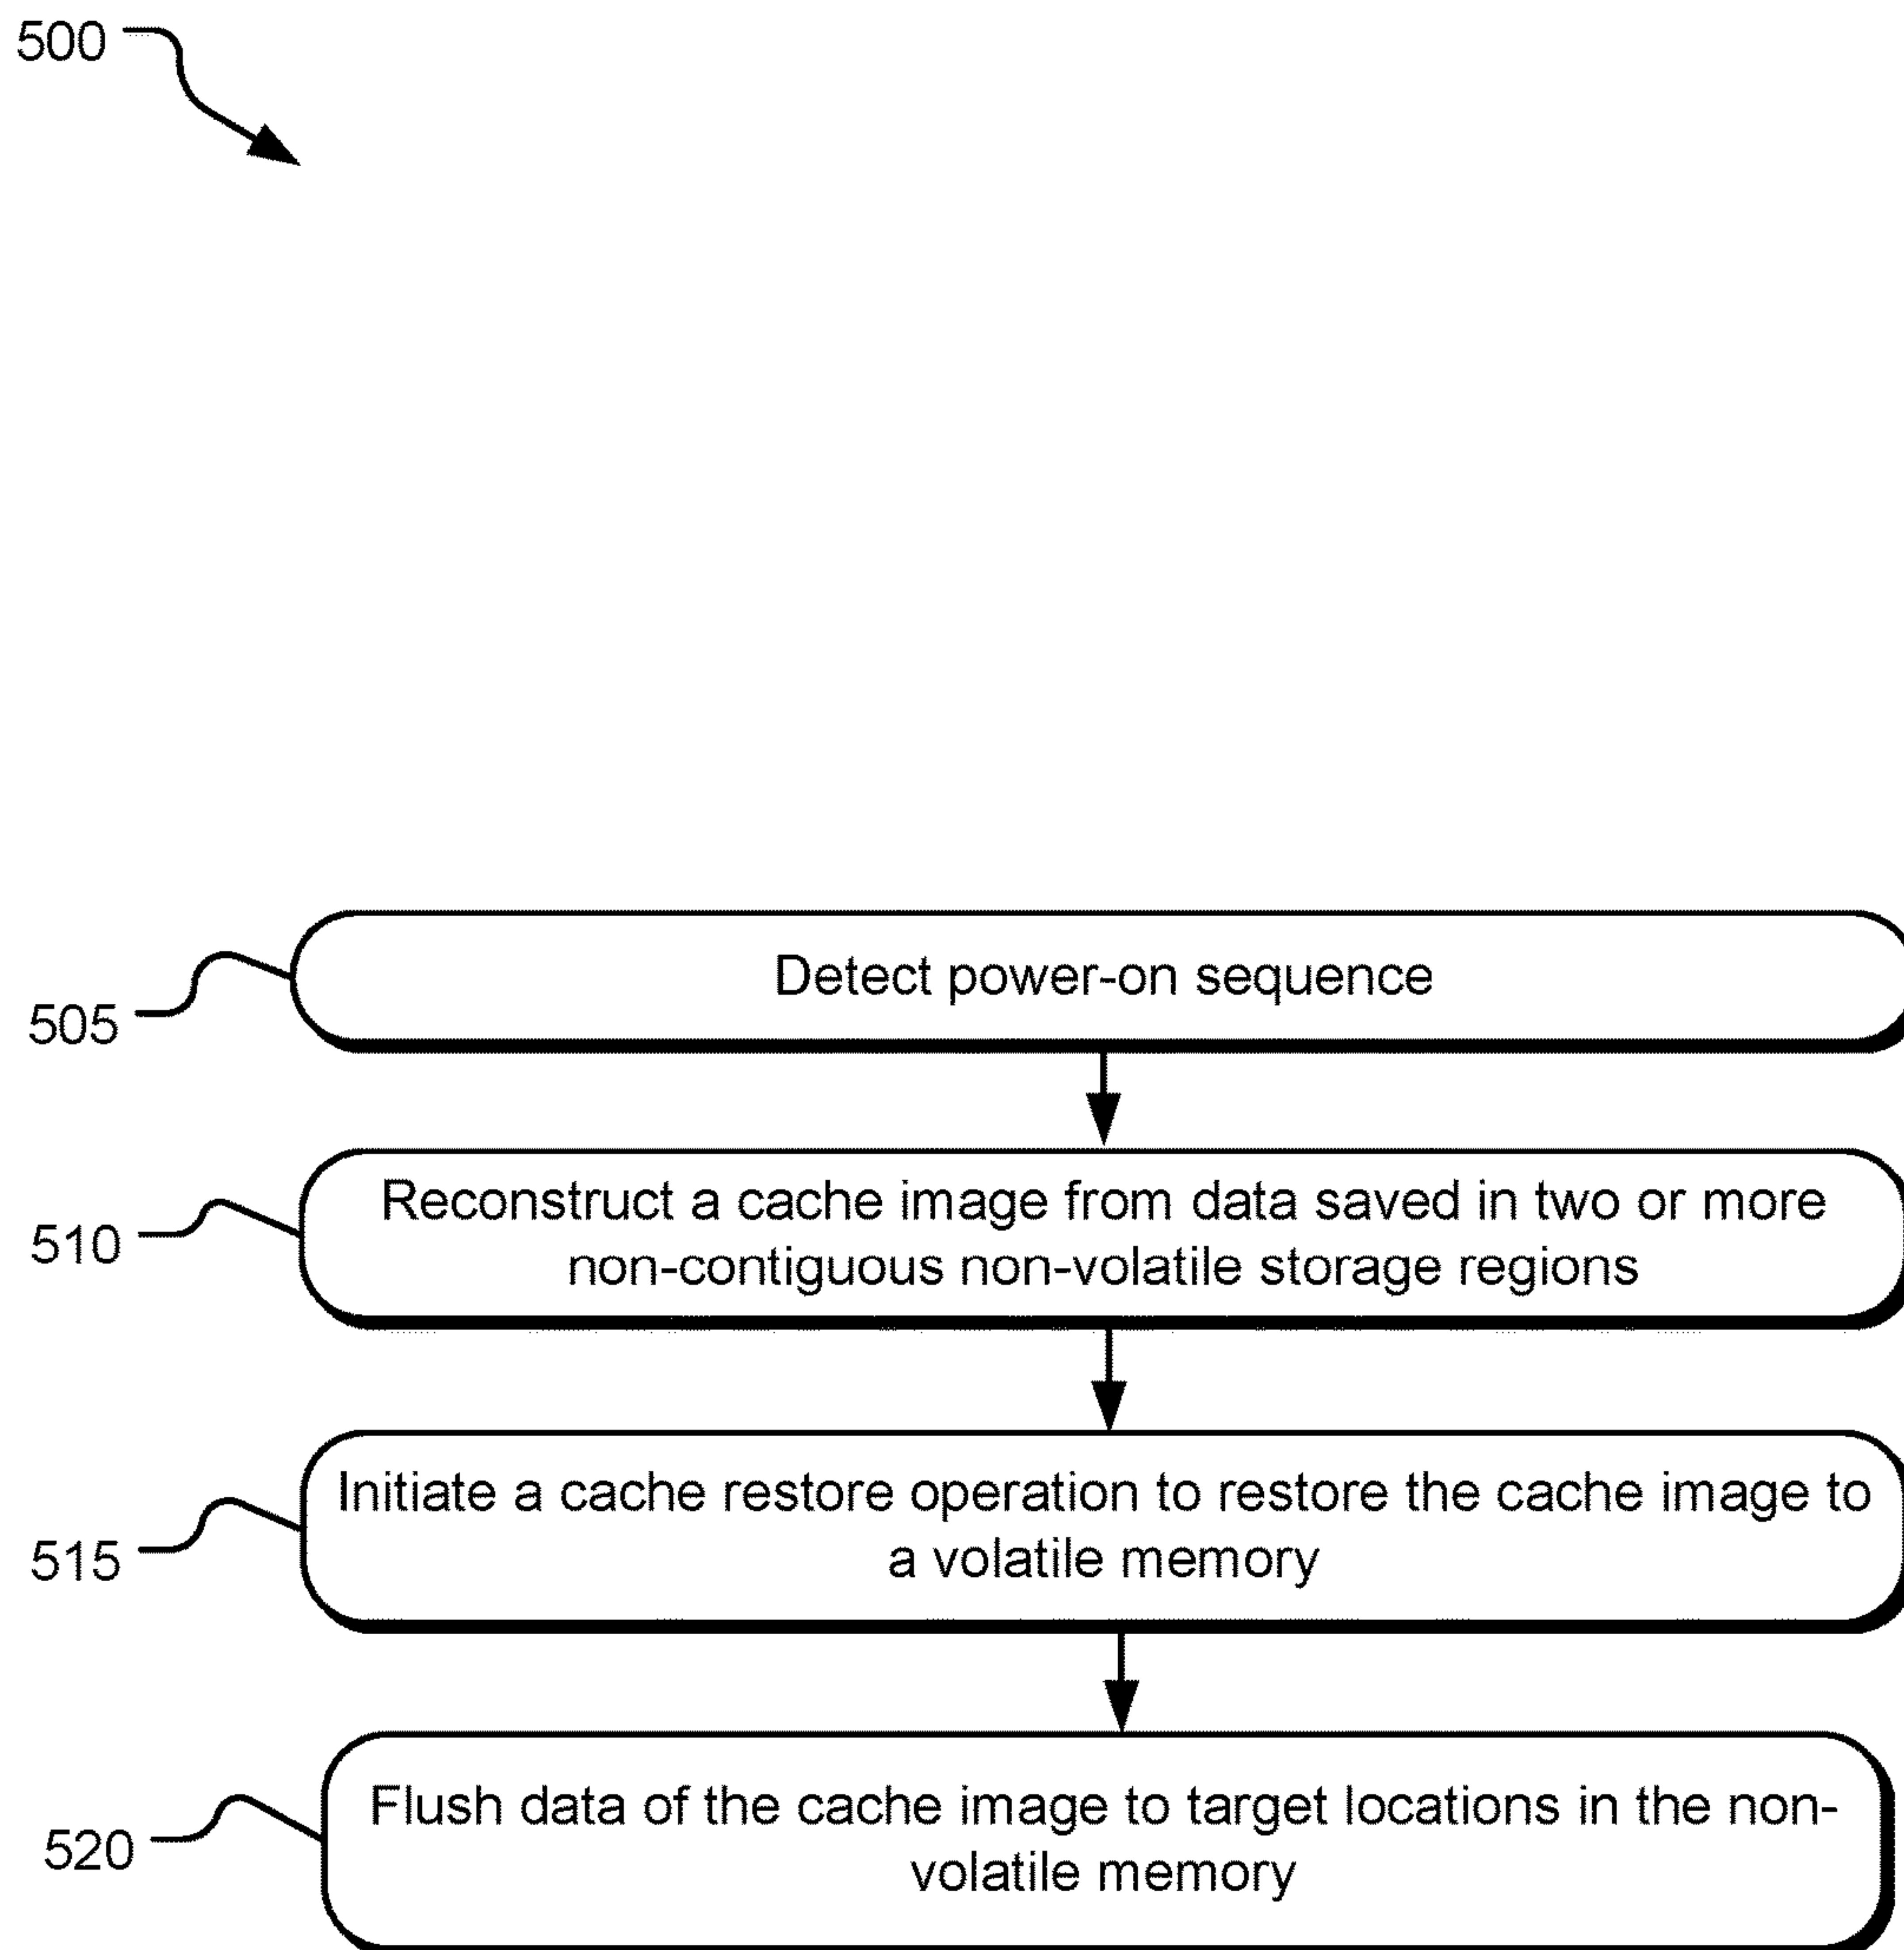 500
Detect power-on sequence
505
Reconstruct a cache image from data saved in two or more
non-contiguous non-volatile storage regions
510
Initiate a cache restore operation to restore the cache image to
a volatile memory
515
Flush data of the cache image to target locations in the non-
volatile memory
520